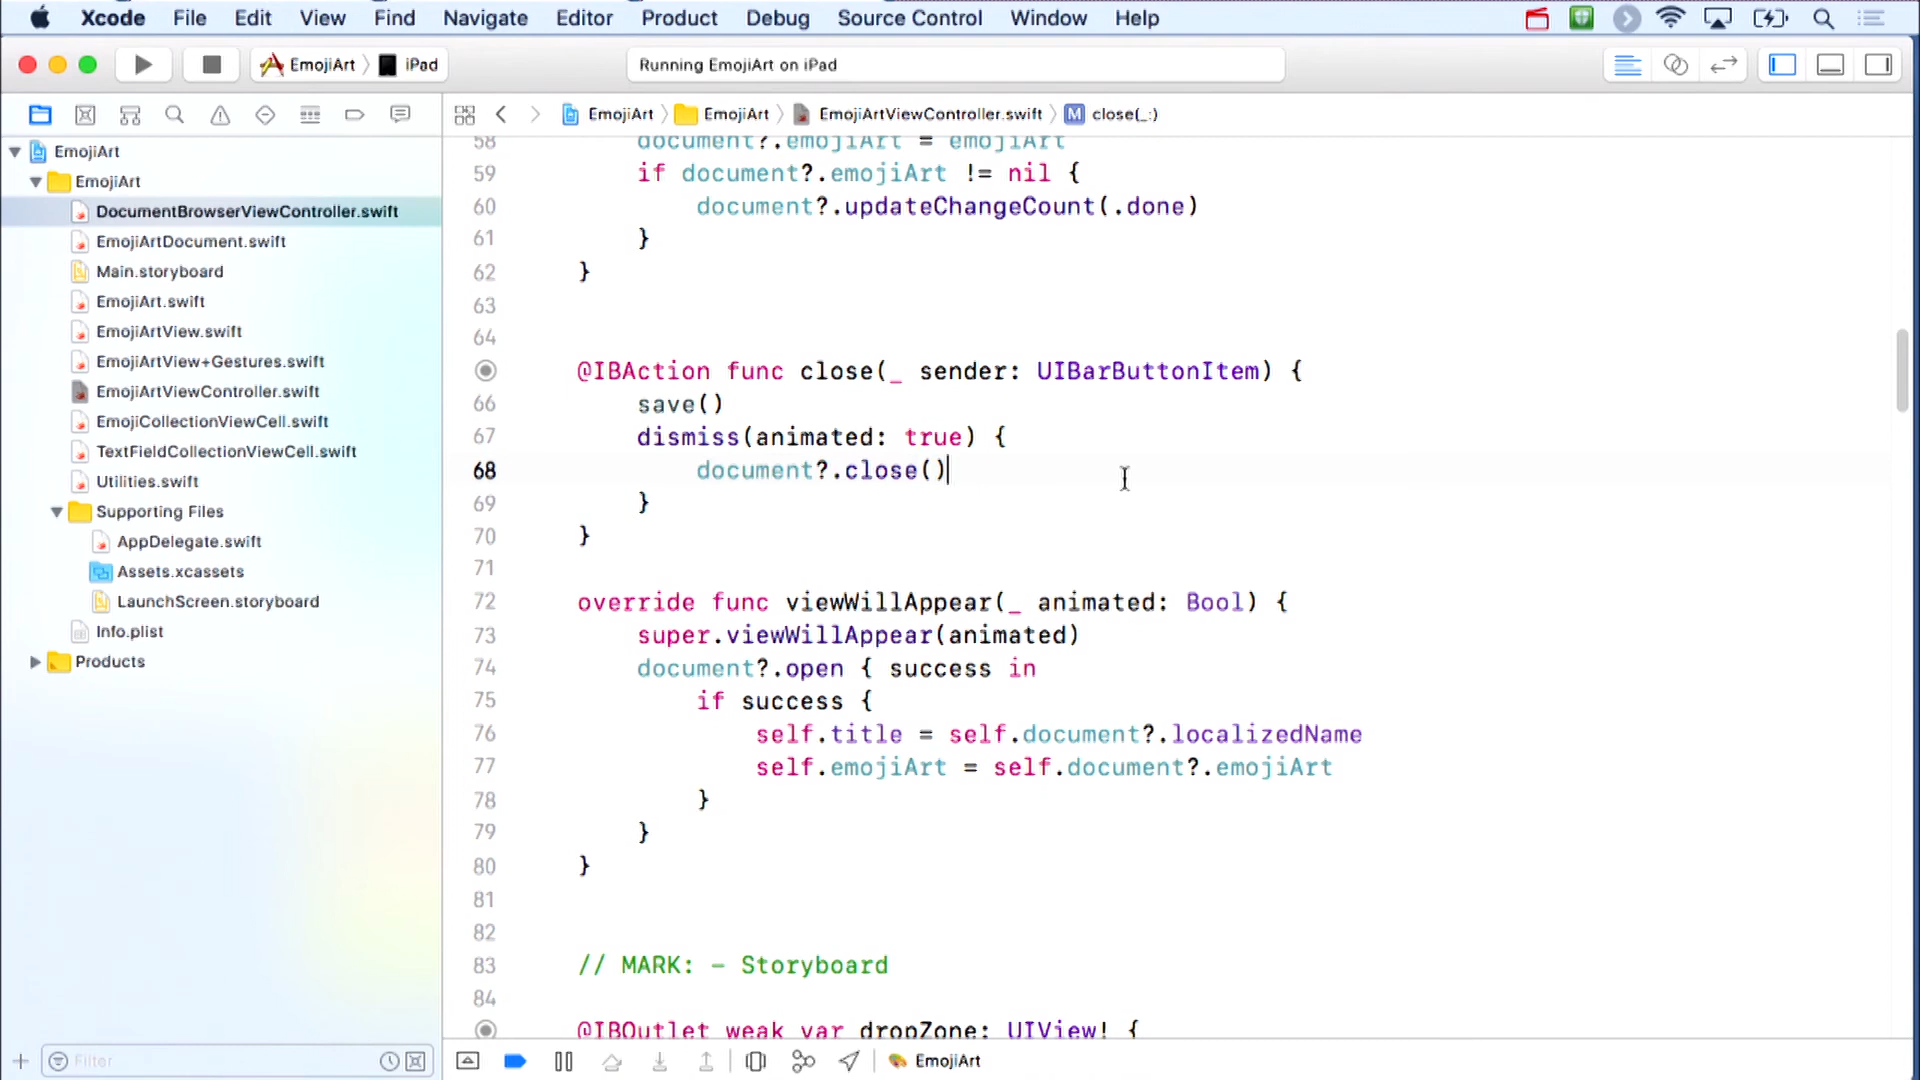 Xcode File Edit View Find Navigate Editor Product Debug Source Control Window Help
EmojiArt iPad
Running EmojiArt on iPad
EmojiArt EmojiArt EmojiArtViewController.swift M close(_:)
EmojiArt
EmojiArt
DocumentBrowserViewController.swift
EmojiArtDocument.swift
Main.storyboard
EmojiArt.swift
EmojiArtView.swift
EmojiArtView+Gestures.swift
EmojiArtViewController.swift
EmojiCollectionViewCell.swift
TextFieldCollectionViewCell.swift
Utilities.swift
Supporting Files
AppDelegate.swift
Assets.xcassets
LaunchScreen.storyboard
Info.plist
Products
Filter
58 document?.emojiArt = emojiArt
59 if document?.emojiArt != nil {
60 document?.updateChangeCount(.done)
61 }
62 }
63
64
@IBAction func close(_ sender: UIBarButtonItem) {
66 save()
67 dismiss(animated: true) {
68 document?.close()
69 }
70 }
71
72 override func viewWillAppear(_ animated: Bool) {
73 super.viewWillAppear(animated)
74 document?.open { success in
75 if success {
76 self.title = self.document?.localizedName
77 self.emojiArt = self.document?.emojiArt
78 }
79 }
80 }
81
82
83 // MARK: - Storyboard
84
@IBOutlet weak var dropZone: UIView! {
EmojiArt